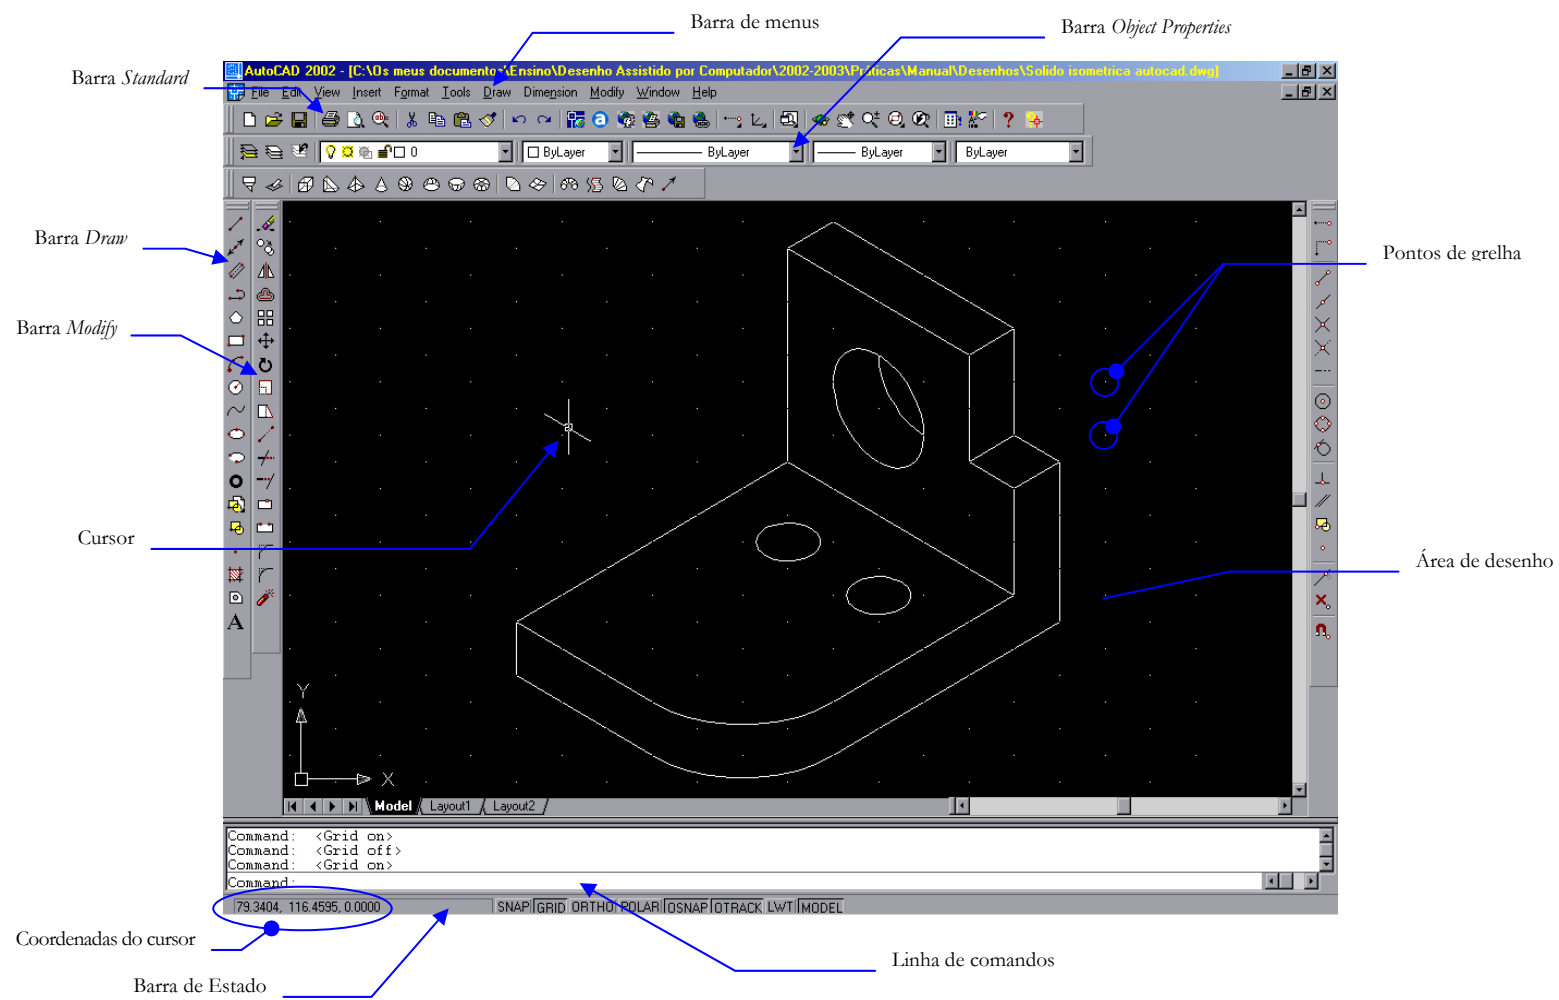 Barra de menus
Barra Object Properties
Barra Standard
AutoCAD 2002 - [C:\Os meus documentos\Ensino\Desenho Assistido por Computador\2002-2003\Práticas\Manual\Desenhos\Solido isometrica autocad.dwg]
File Edit View Insert Format Tools Draw Dimension Modify Window Help
0 ByLayer ByLayer ByLayer ByLayer
Barra Draw
Pontos de grelha
Barra Modify
Cursor
Área de desenho
A
Y
X
Model Layout1 Layout2
Command: <Grid on>
Command: <Grid off>
Command: <Grid on>
Command:
79.3404, 116.4595, 0.0000 SNAP GRID ORTHO POLAR OSNAP OTRACK LWT MODEL
Coordenadas do cursor
Linha de comandos
Barra de Estado